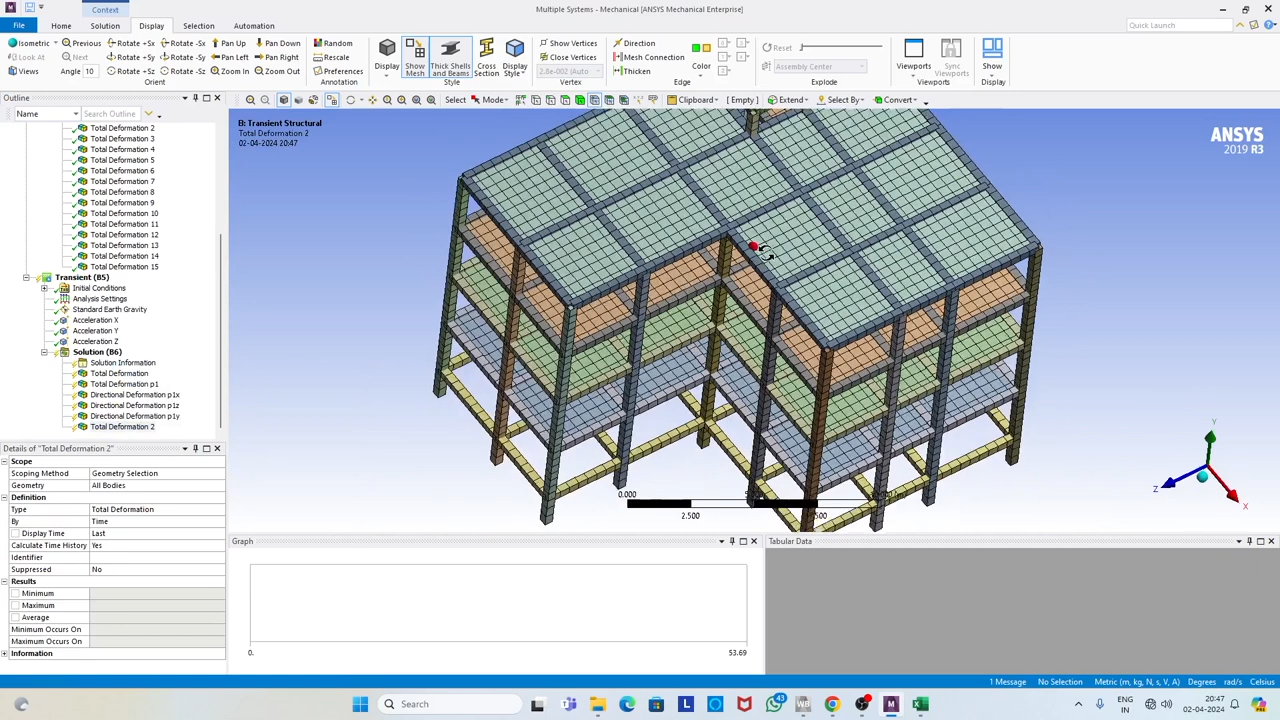 Context
Multiple Systems - Mechanical [ANSYS Mechanical Enterprise]
File Home Solution Display Selection Automation
Quick Launch
Isometric Previous Rotate +Sx Rotate -Sx Pan Up Pan Down
Look At Rotate +Sy Rotate -Sy Pan Left Pan Right
Views Angle Rotate +Sz Rotate -Sz Zoom In Zoom Out
Orient
Random
Rescale
Preferences
Annotation
Display
Show Mesh
Thick Shells and Beams
Cross Section
Display Style
Style
Show Vertices
Close Vertices
2.8e-002 (Auto
Vertex
Direction
Mesh Connection
Thicken
Color
Edge
Reset
Assembly Center
Explode
Viewports
Sync Viewports
Viewports
Show
Display
Outline
Name
Search Outline
Select Mode Clipboard [ Empty ] Extend Select By Convert
Total Deformation 2
Total Deformation 3
Total Deformation 4
Total Deformation 5
Total Deformation 6
Total Deformation 7
Total Deformation 8
Total Deformation 9
Total Deformation 10
Total Deformation 11
Total Deformation 12
Total Deformation 13
Total Deformation 14
Total Deformation 15
Transient (B5)
Initial Conditions
Analysis Settings
Standard Earth Gravity
Acceleration X
Acceleration Y
Acceleration Z
Solution (B6)
Solution Information
Total Deformation
Total Deformation p1
Directional Deformation p1x
Directional Deformation p1z
Directional Deformation p1y
Total Deformation 2
B: Transient Structural
Total Deformation 2
02-04-2024 20:47
ANSYS
2019 R3
0.000
2.500
Y
Z
X
Details of "Total Deformation 2"
Scope
Scoping Method Geometry Selection
Geometry All Bodies
Definition
Type Total Deformation
By Time
Display Time Last
Calculate Time History Yes
Identifier
Suppressed No
Results
Minimum
Maximum
Average
Minimum Occurs On
Maximum Occurs On
Information
Graph
0. 53.69
Tabular Data
1 Message No Selection Metric (m, kg, N, s, V, A) Degrees rad/s Celsius
Search
43
ENG
IN
20:47
02-04-2024